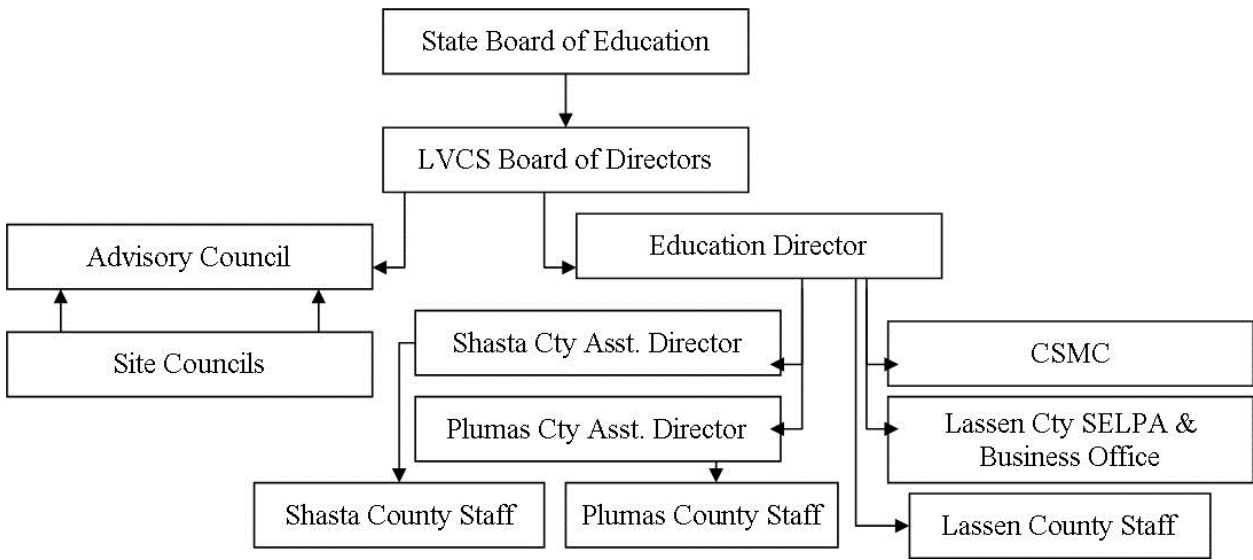 State Board of Education
LVCS Board of Directors
Advisory Council
Education Director
Site Councils
Shasta Cty Asst. Director
CSMC
Plumas Cty Asst. Director
Lassen Cty SELPA &
Business Office
Shasta County Staff
Plumas County Staff
Lassen County Staff